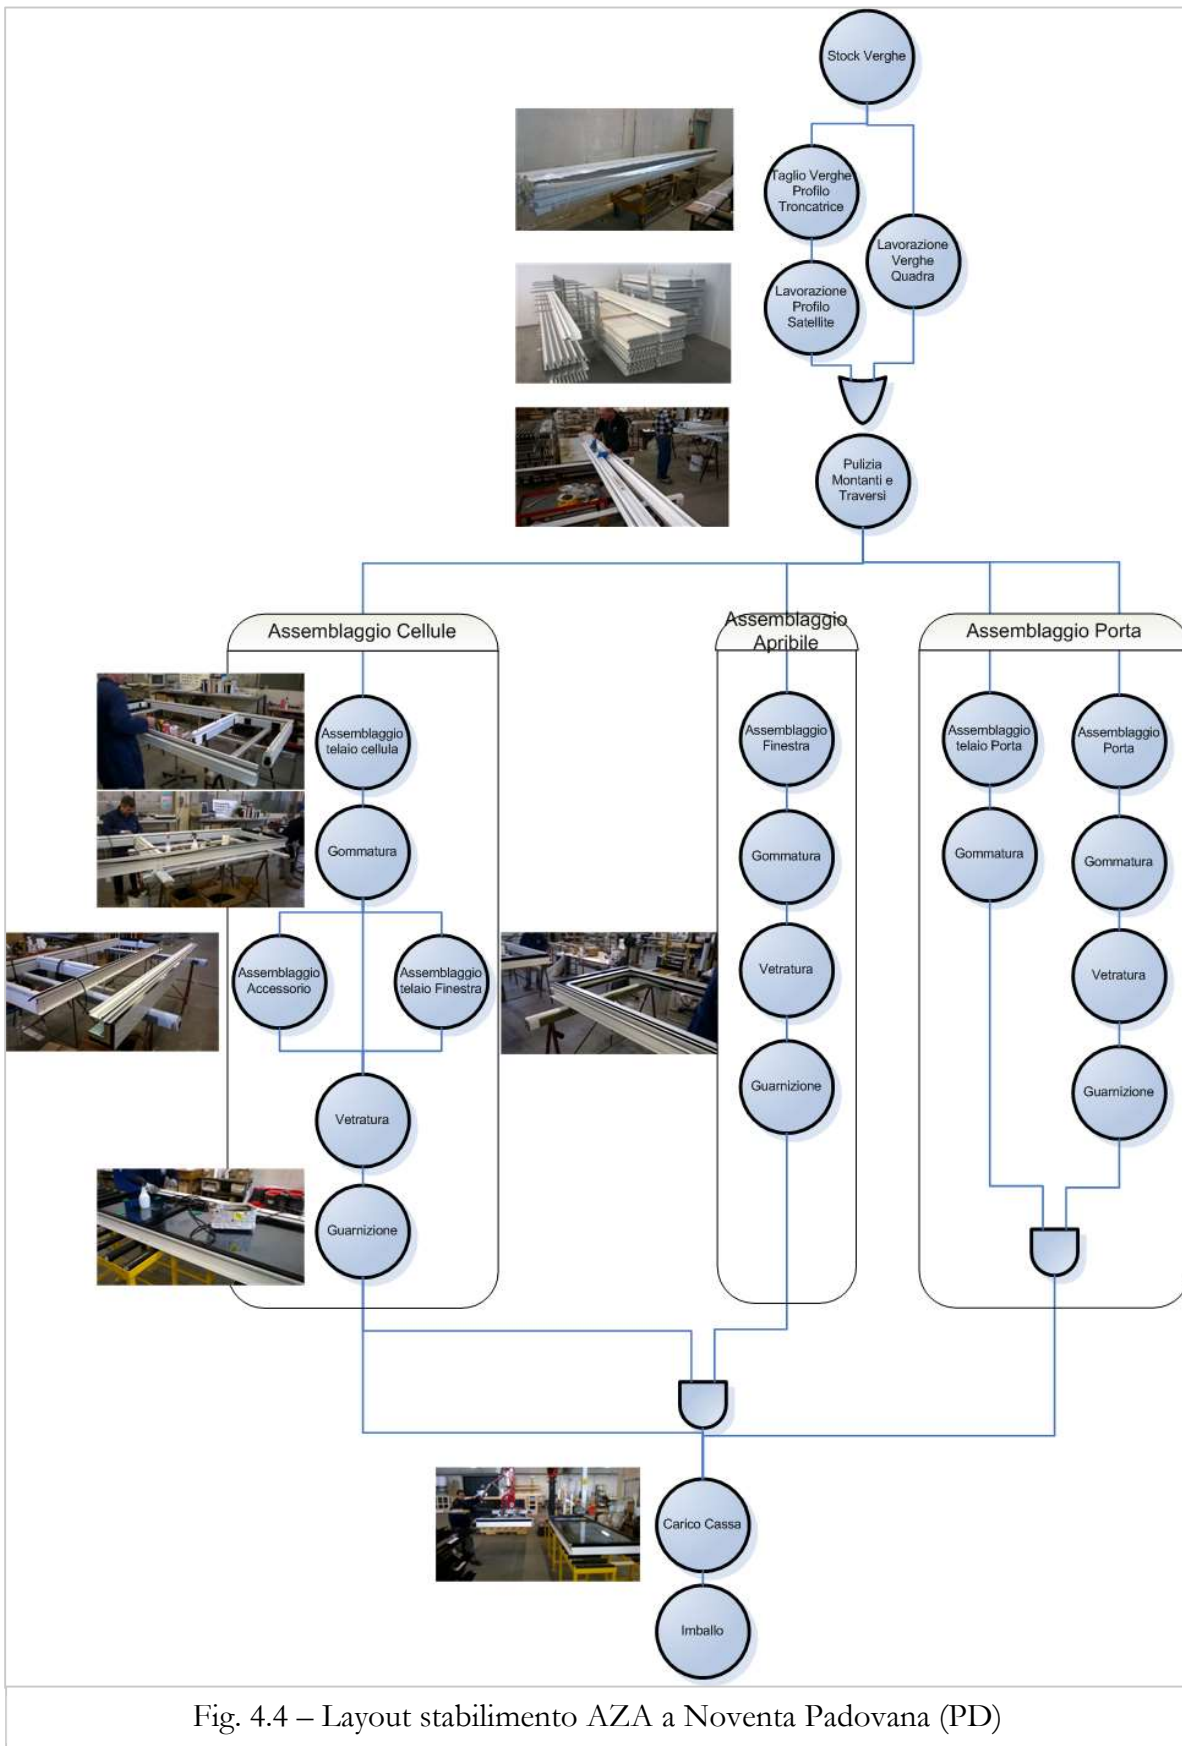 Stock Verghe
Taglio Verghe
Profilo
Troncatrice
Lavorazione
Verghe
Quadra
Lavorazione
Profilo
Satellite
Pulizia
Montanti e
Traversi
Assemblaggio Cellule
Assemblaggio
telaio cellula
Gommatura
Assemblaggio
Accessorio
Assemblaggio
telaio Finestra
Vetratura
Guarnizione
Assemblaggio
Apribile
Assemblaggio
Finestra
Gommatura
Vetratura
Guarnizione
Assemblaggio Porta
Assemblaggio
telaio Porta
Gommatura
Assemblaggio
Porta
Gommatura
Vetratura
Guarnizione
Carico Cassa
Imballo
Fig. 4.4 – Layout stabilimento AZA a Noventa Padovana (PD)